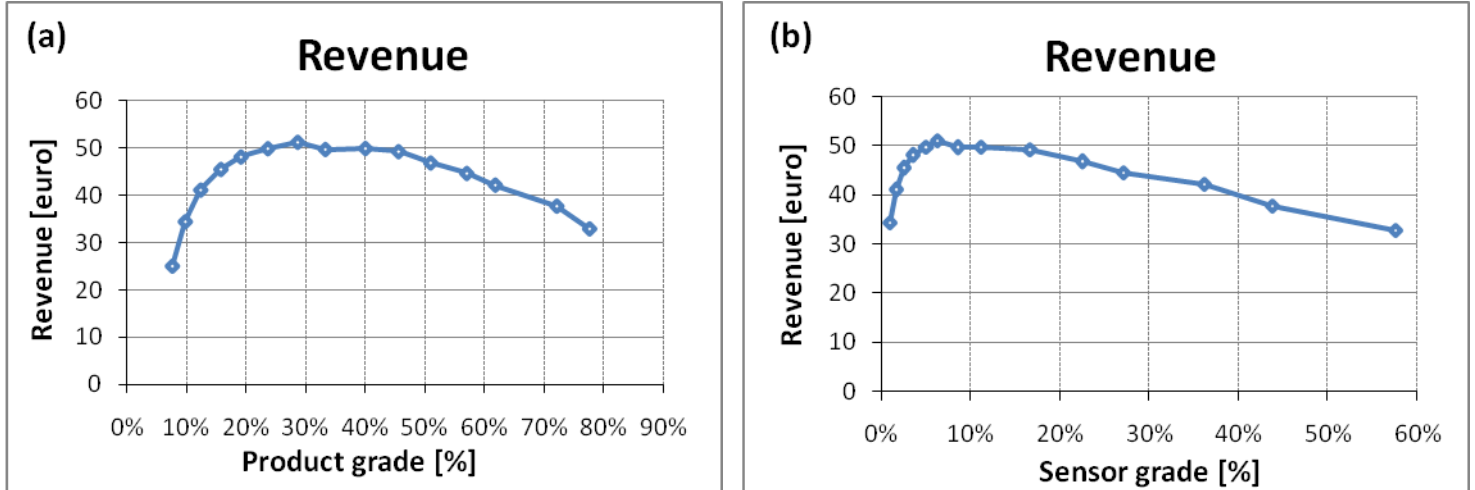 (a)
Revenue
Revenue [euro]
60
50
40
30
20
10
0
0% 10% 20% 30% 40% 50% 60% 70% 80% 90%
Product grade [%]
(b)
Revenue
Revenue [euro]
60
50
40
30
20
10
0
0% 10% 20% 30% 40% 50% 60%
Sensor grade [%]